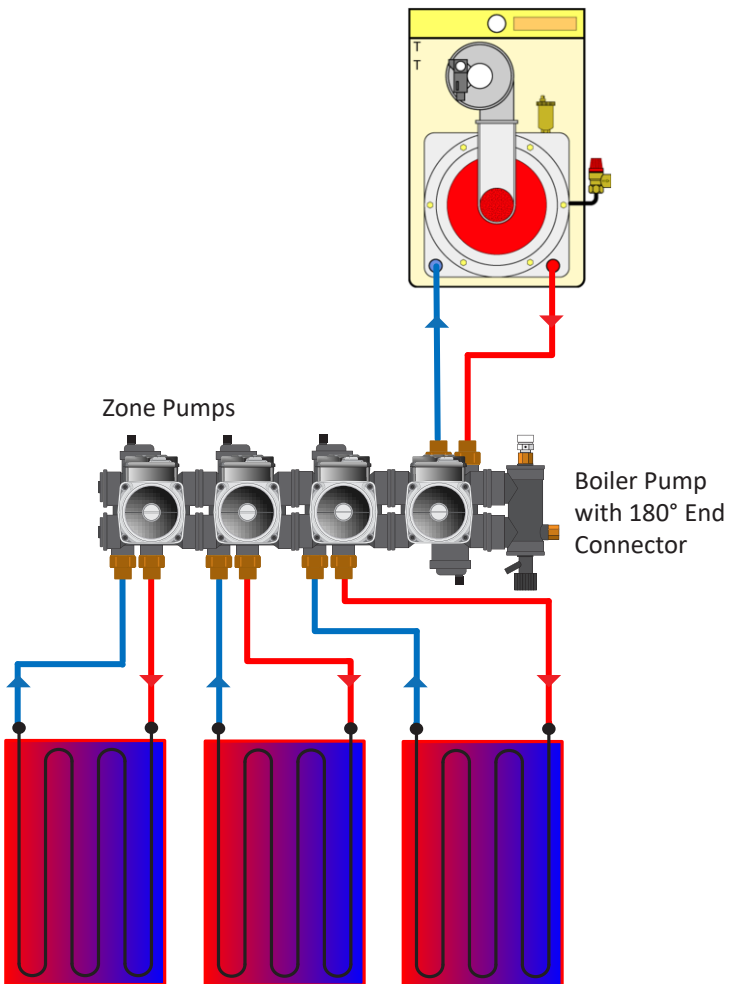 T
T
Zone Pumps
Boiler Pump
with 180° End
Connector